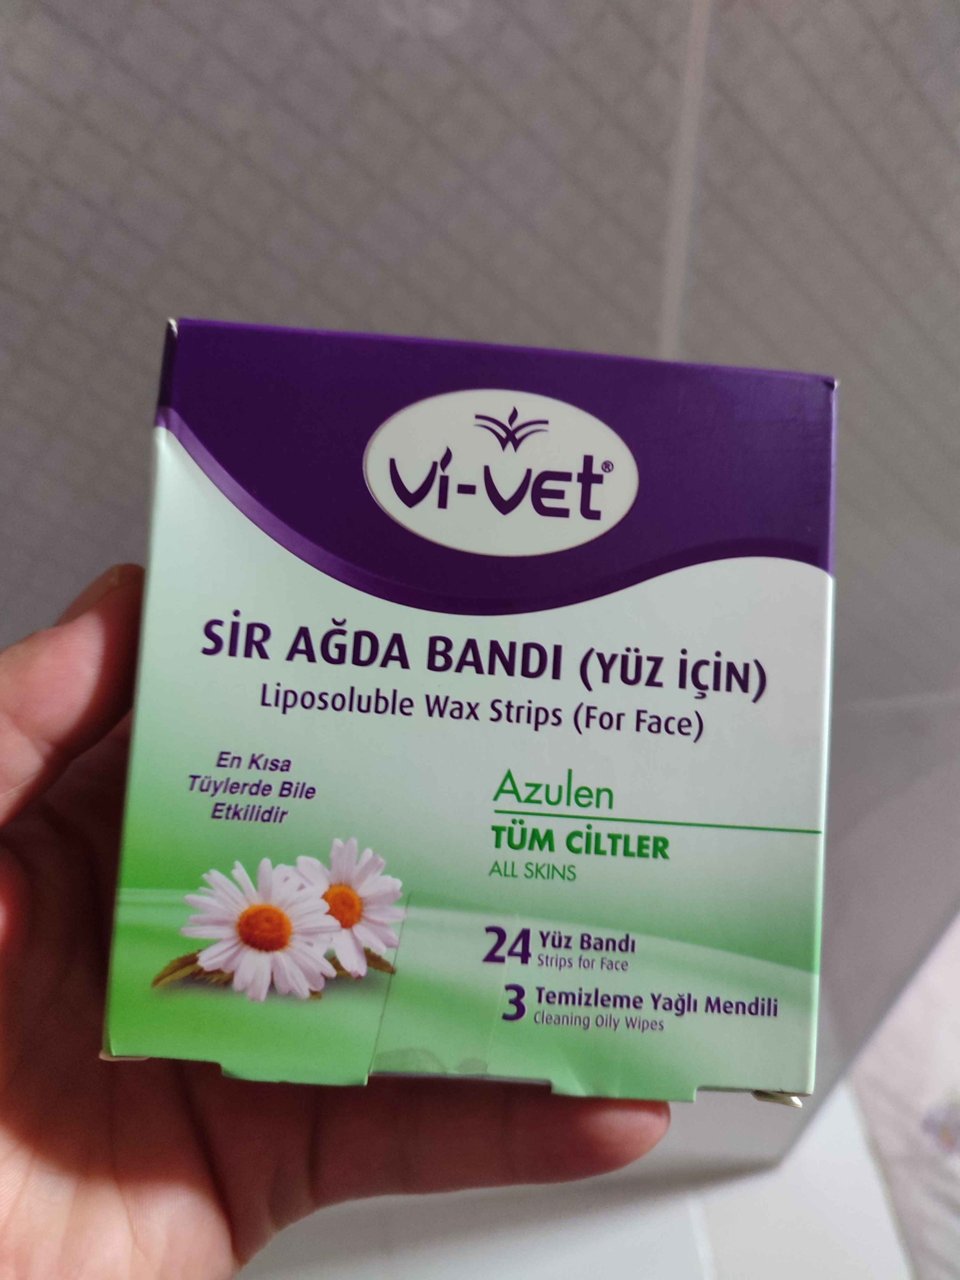 Vi-VET®
SİR AĞDA BANDI (YÜZ İÇİN)
Liposoluble Wax Strips (For Face)
En Kısa
Tüylerde Bile
Etkilidir
Azulen
TÜM CİLTLER
ALL SKINS
24 Yüz Bandı
Strips for Face
3 Temizleme Yağlı Mendili
Cleaning Oily Wipes